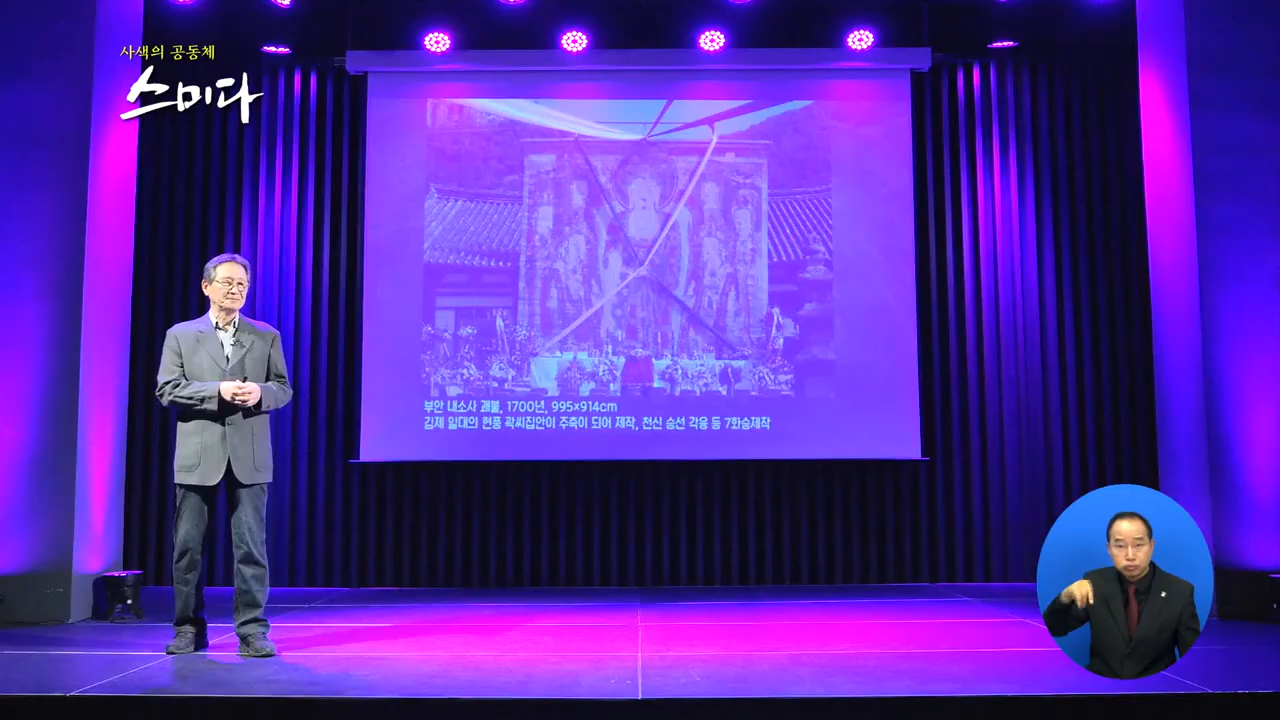 사색의 공동체
스미다
부안 내소사 괘불, 1700년, 995×914cm
김제 일대의 현풍 곽씨집안이 주축이 되어 제작, 천신 승선 각융 등 7화승제작